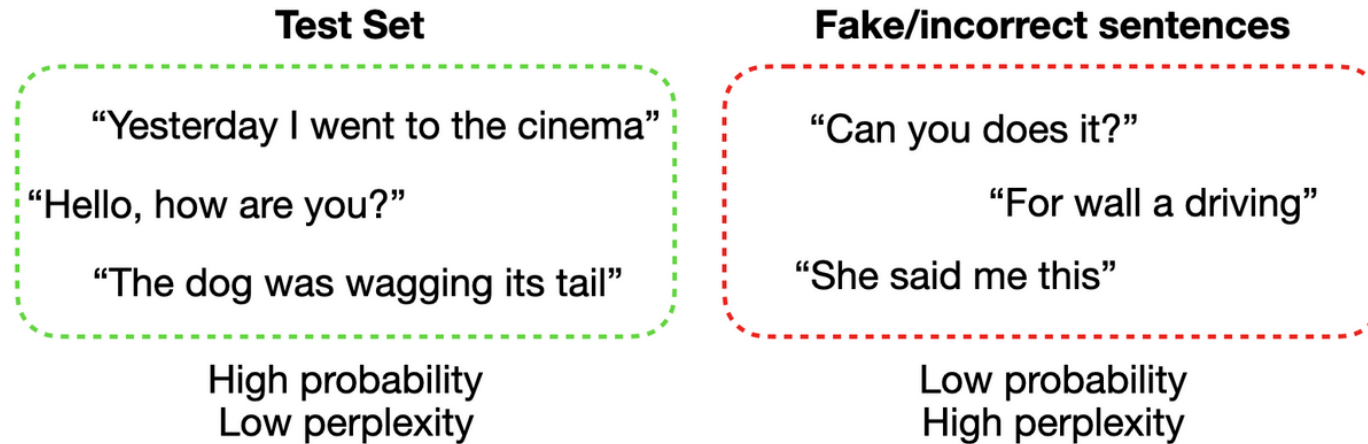 Test Set
“Yesterday I went to the cinema”
“Hello, how are you?”
“The dog was wagging its tail”
High probability
Low perplexity
Fake/incorrect sentences
“Can you does it?”
“For wall a driving”
“She said me this”
Low probability
High perplexity